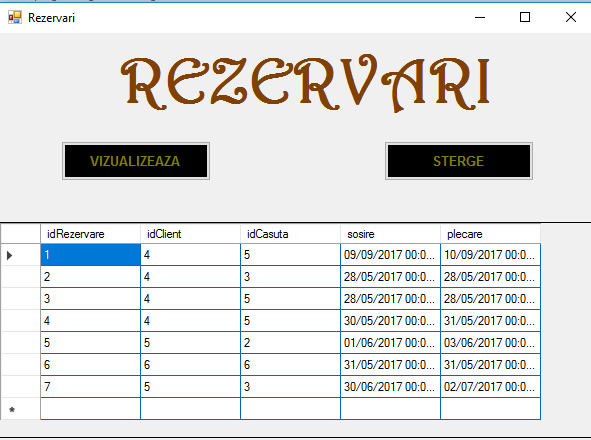 Rezervari
REZERVARI
VIZUALIZEAZA STERGE
idRezervare idClient idCasuta sosire plecare
1 4 5 09/09/2017 00:0... 10/09/2017 00:0...
2 4 3 28/05/2017 00:0... 28/05/2017 00:0...
3 4 5 28/05/2017 00:0... 28/05/2017 00:0...
4 4 5 30/05/2017 00:0... 31/05/2017 00:0...
5 5 2 01/06/2017 00:0... 03/06/2017 00:0...
6 6 6 31/05/2017 00:0... 31/05/2017 00:0...
7 5 3 30/06/2017 00:0... 02/07/2017 00:0...